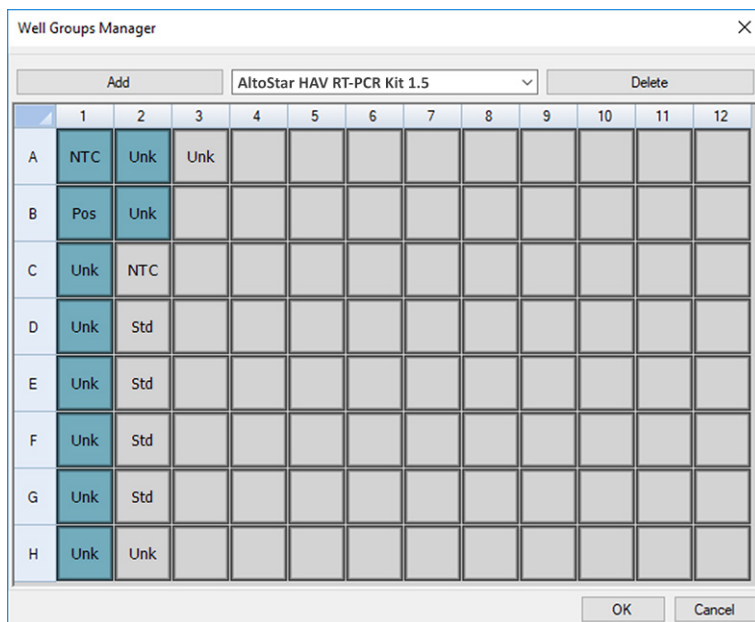 Well Groups Manager
Add AltoStar HAV RT-PCR Kit 1.5 Delete
1 2 3 4 5 6 7 8 9 10 11 12
A NTC Unk Unk
B Pos Unk
C Unk NTC
D Unk Std
E Unk Std
F Unk Std
G Unk Std
H Unk Unk
OK Cancel